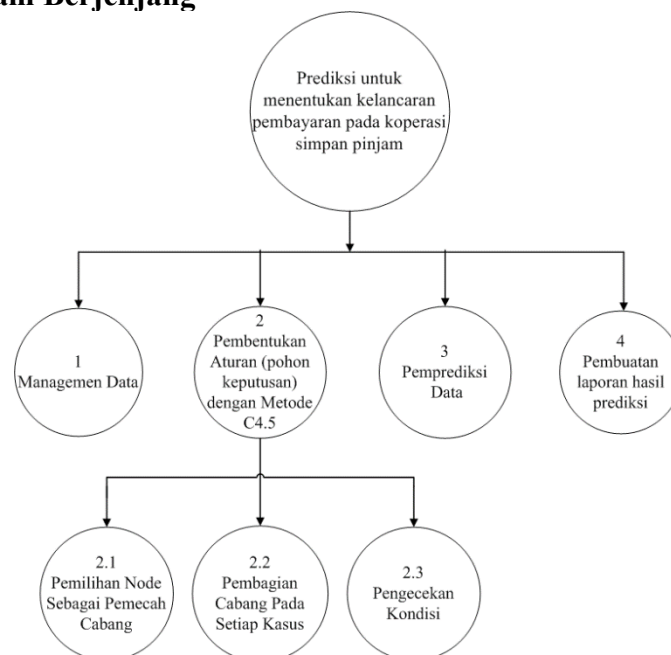 Berjenjang
Prediksi untuk
menentukan kelancaran
pembayaran pada koperasi
simpan pinjam
1
Managemen Data
2
Pembentukan
Aturan (pohon
keputusan)
dengan Metode
C4.5
3
Pemprediksi
Data
4
Pembuatan
laporan hasil
prediksi
2.1
Pemilihan Node
Sebagai Pemecah
Cabang
2.2
Pembagian
Cabang Pada
Setiap Kasus
2.3
Pengecekan
Kondisi